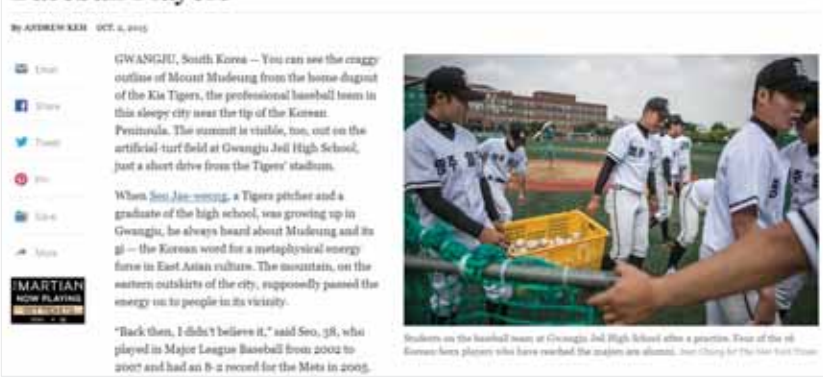 By ANDREW KEH OCT. 2, 2015
Email
Share
Tweet
Pin
Save
More
THE MARTIAN
NOW PLAYING
GWANGJU, South Korea — You can see the craggy
outline of Mount Mudeung from the home dugout
of the Kia Tigers, the professional baseball team in
this sleepy city near the tip of the Korean
Peninsula. The summit is visible, too, out on the
artificial-turf field at Gwangju Jeil High School,
just a short drive from the Tigers' stadium.
When Seo Jae-weong, a Tigers pitcher and a
graduate of the high school, was growing up in
Gwangju, he always heard about Mudeung and its
gi — the Korean word for a metaphysical energy
force in East Asian culture. The mountain, on the
eastern outskirts of the city, supposedly passed the
energy on to people in its vicinity.
"Back then, I didn't believe it," said Seo, 38, who
played in Major League Baseball from 2002 to
2007 and had an 8-2 record for the Mets in 2005.
Students on the baseball team at Gwangju Jeil High School after a practice. Four of the 16
Korean-born players who have reached the majors are alumni. Jean Chung for The New York Times